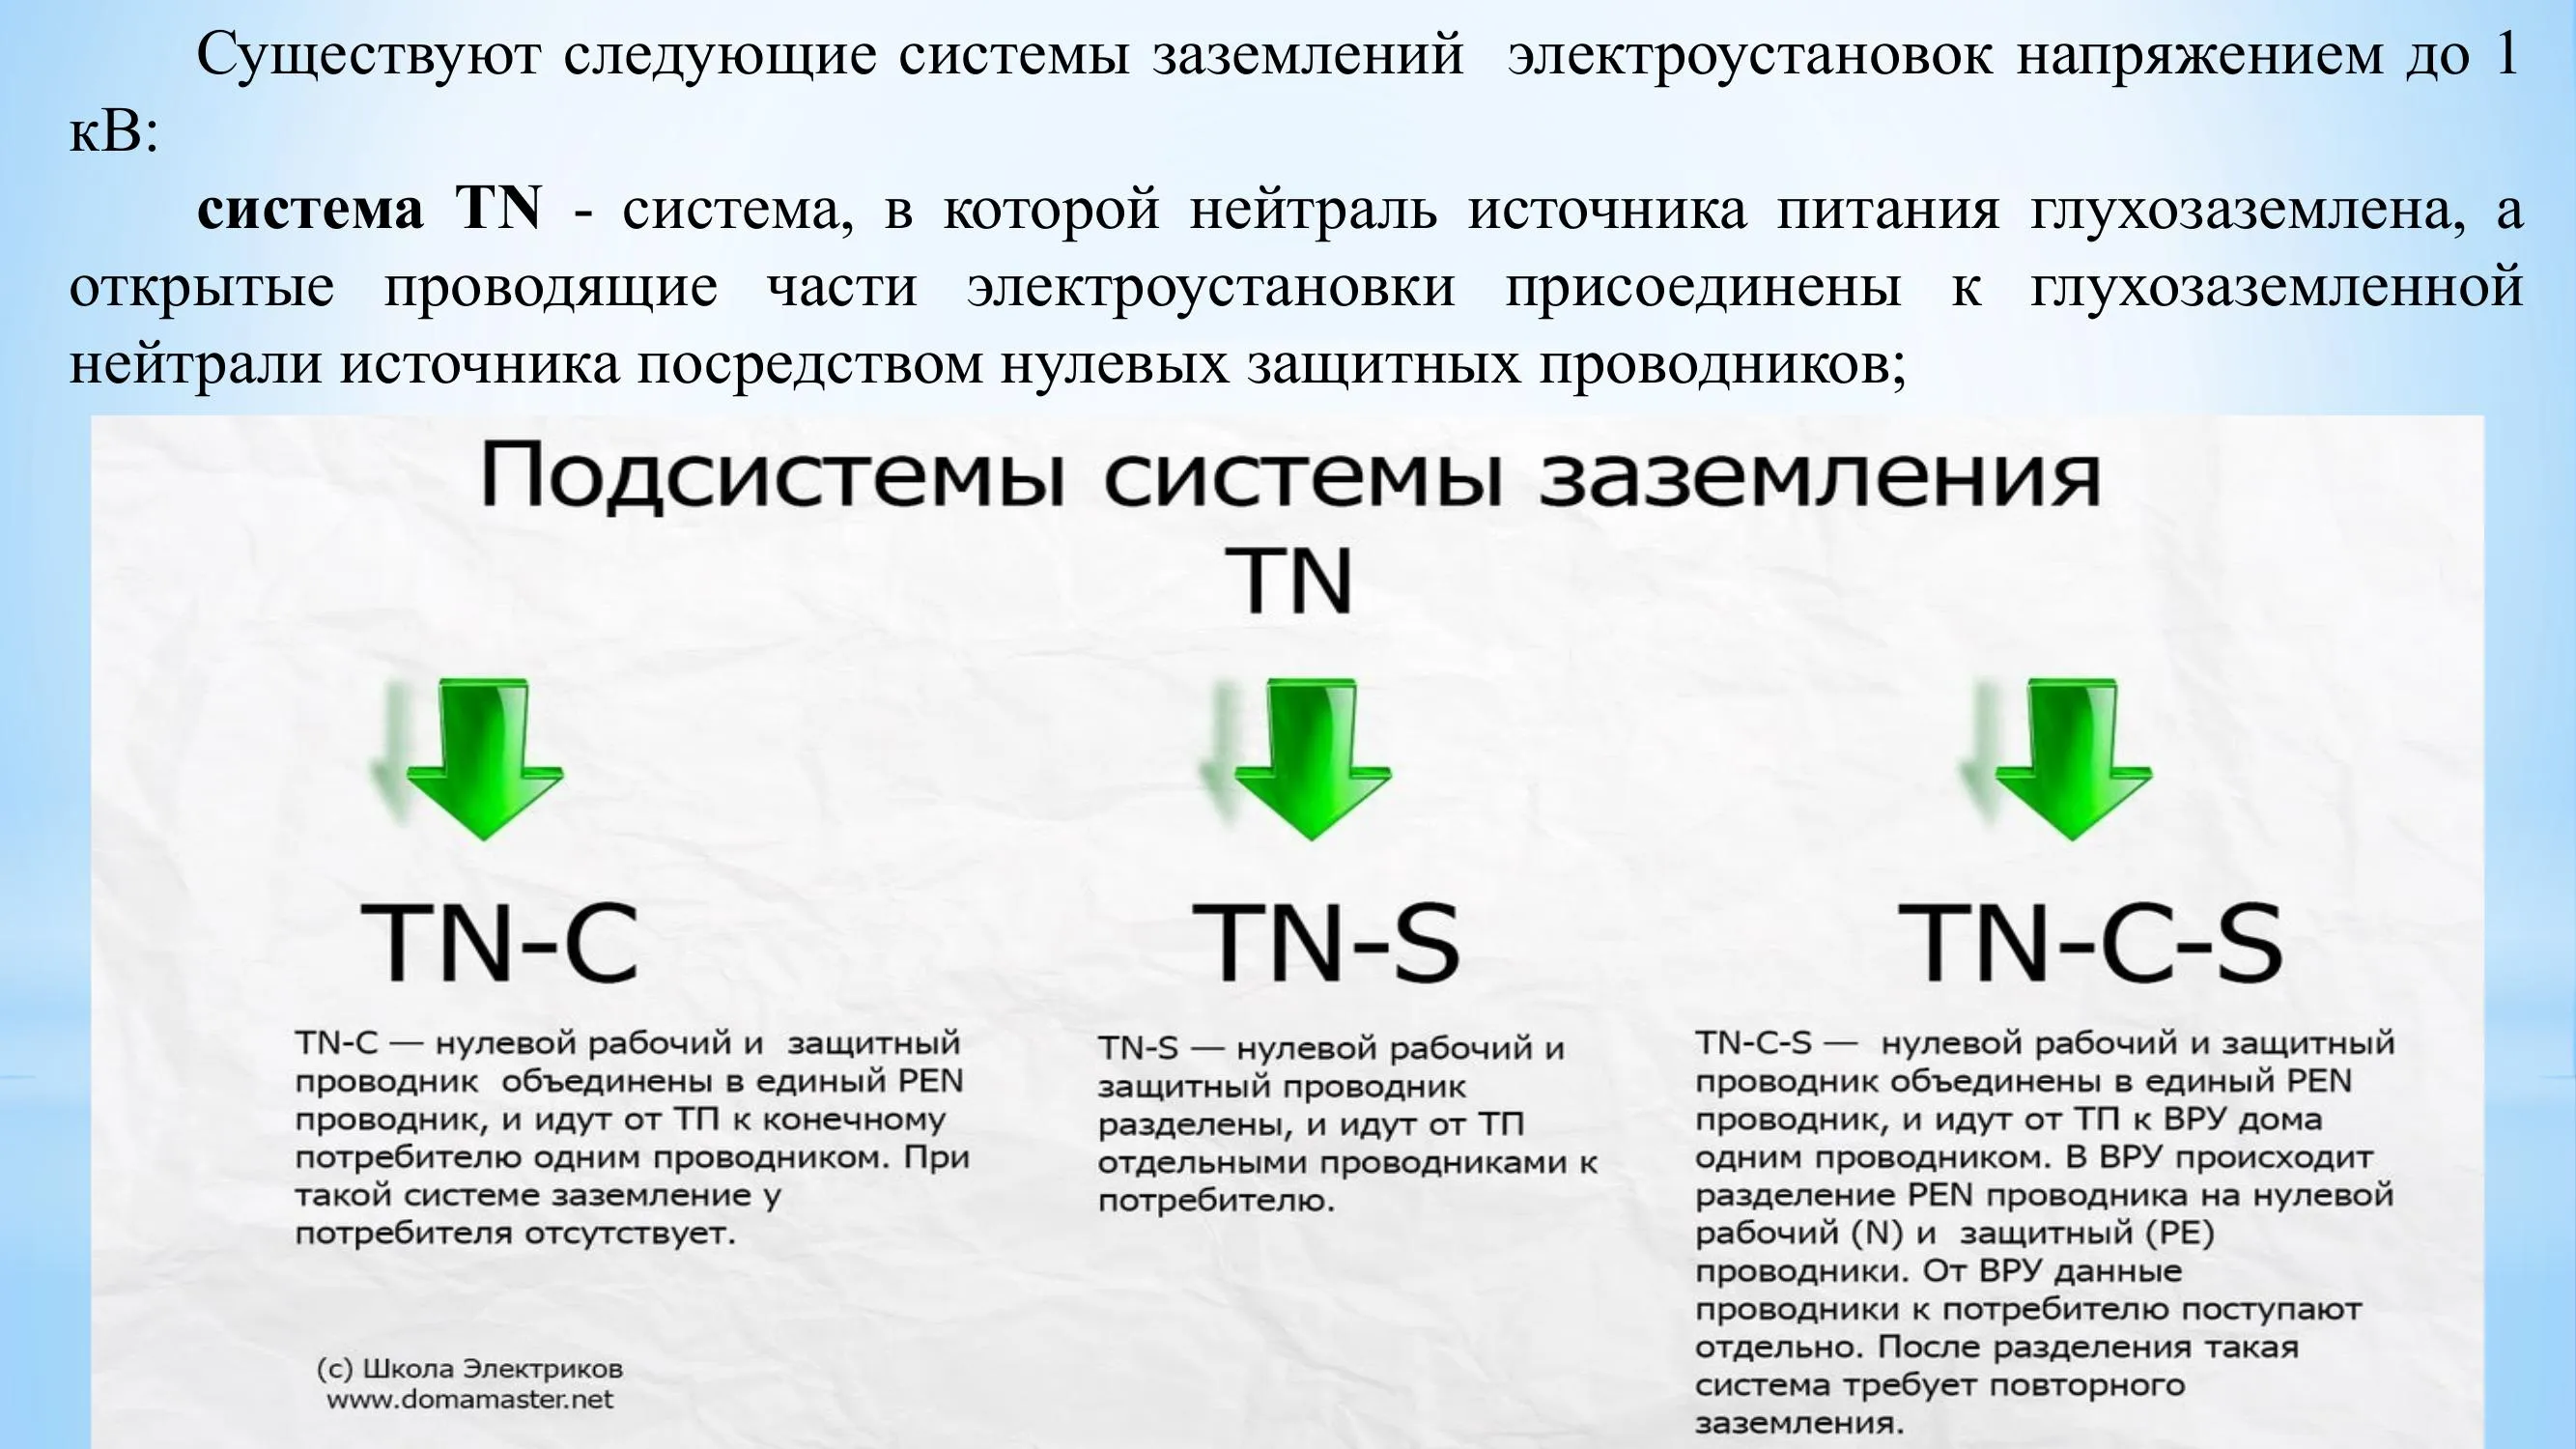 Существуют следующие системы заземлений электроустановок напряжением до 1
кВ:
система TN - система, в которой нейтраль источника питания глухозаземлена, а
открытые проводящие части электроустановки присоединены к глухозаземленной
нейтрали источника посредством нулевых защитных проводников;
Подсистемы системы заземления
TN
TN-C
TN-C — нулевой рабочий и защитный
проводник объединены в единый PEN
проводник, и идут от ТП к конечному
потребителю одним проводником. При
такой системе заземление у
потребителя отсутствует.
TN-S
TN-S — нулевой рабочий и
защитный проводник
разделены, и идут от ТП
отдельными проводниками к
потребителю.
TN-C-S
TN-C-S — нулевой рабочий и защитный
проводник объединены в единый PEN
проводник, и идут от ТП к ВРУ дома
одним проводником. В ВРУ происходит
разделение PEN проводника на нулевой
рабочий (N) и защитный (PE)
проводники. От ВРУ данные
проводники к потребителю поступают
отдельно. После разделения такая
система требует повторного
заземления.
(с) Школа Электриков
www.domamaster.net